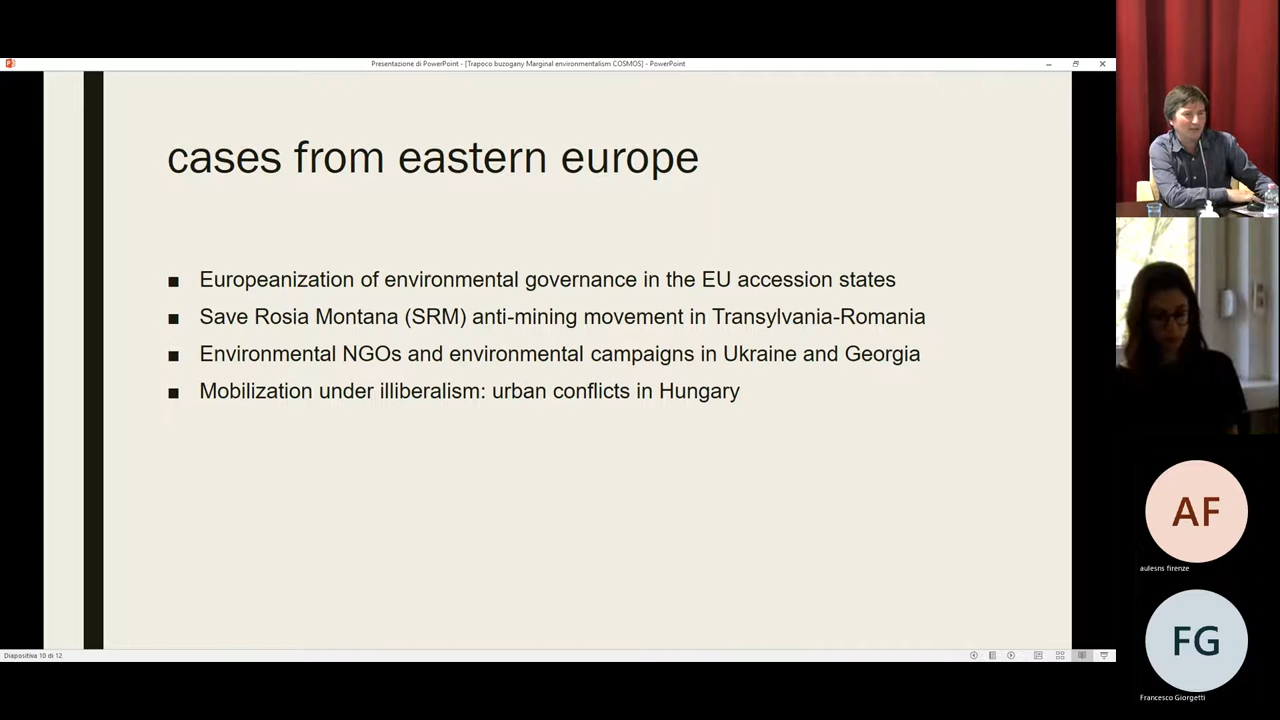 Presentazione di PowerPoint - [Trapoco buzogany Marginal environmentalism COSMOS] - PowerPoint
cases from eastern europe
■ Europeanization of environmental governance in the EU accession states
■ Save Rosia Montana (SRM) anti-mining movement in Transylvania-Romania
■ Environmental NGOs and environmental campaigns in Ukraine and Georgia
■ Mobilization under illiberalism: urban conflicts in Hungary
Diapositiva 10 di 12
AF
aulesns firenze
FG
Francesco Giorgetti